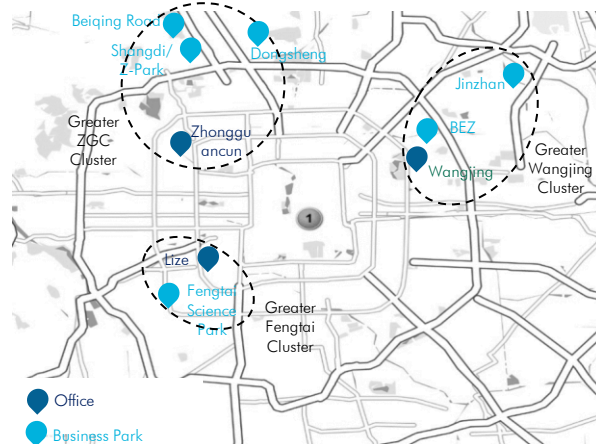 Beiqing Road
Shangdi/
Z-Park
Dongsheng
Greater
ZGC
Cluster
Zhonggu
ancun
Jinzhan
BEZ
Wangjing
Greater
Wangjing
Cluster
1
Lize
Fengtai
Science
Park
Greater
Fengtai
Cluster
Office
Business Park